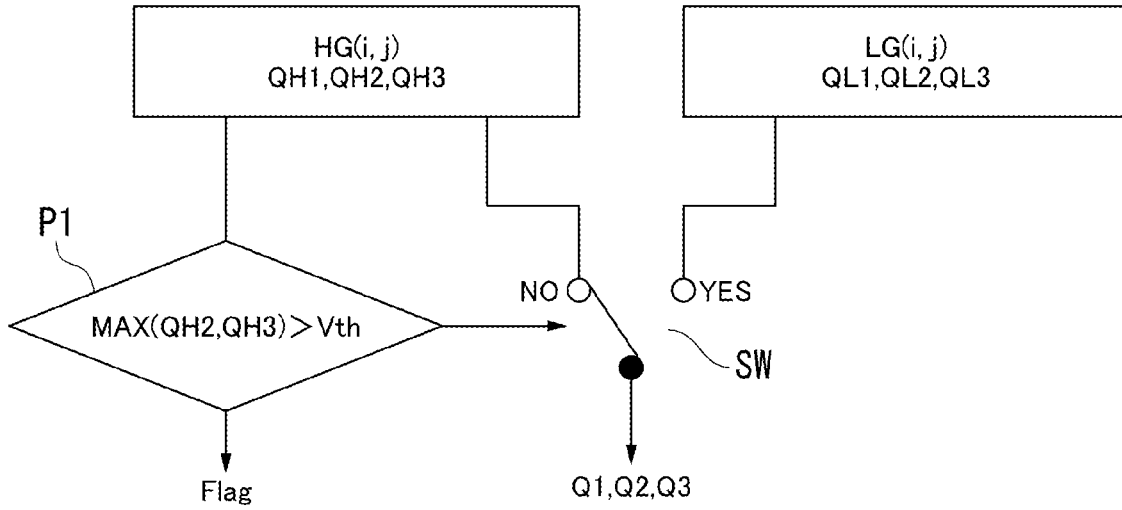 HG(i, j)
QH1,QH2,QH3
LG(i, j)
QL1,QL2,QL3
P1
NO
YES
MAX(QH2,QH3)>Vth
SW
Flag
Q1,Q2,Q3